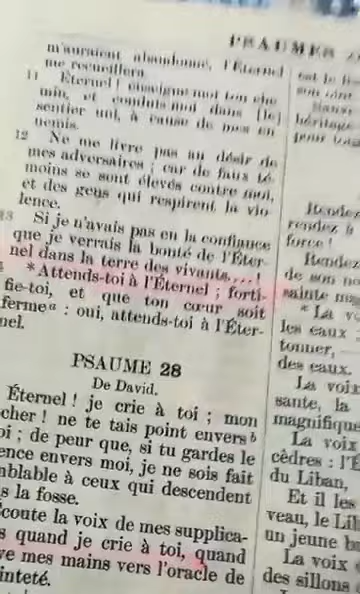 PSAUMES
m'auraient abandonné, l'Éternel
me recueillera.
11 Éternel! enseigne-moi ton che-
min, et conduis-moi dans [le]
sentier uni, à cause de mes en-
nemis.
12 Ne me livre pas au désir de
mes adversaires; car de faux té-
moins se sont élevés contre moi,
et des gens qui respirent la vio-
lence.
13 Si je n'avais pas eu la confiance
que je verrais la bonté de l'Éter-
nel dans la terre des vivants...!
*Attends-toi à l'Éternel; forti-
fie-toi, et que ton cœur soit
ferme a : oui, attends-toi à l'Éter-
nel.
PSAUME 28
De David.
Éternel! je crie à toi; mon
cher! ne te tais point envers b
oi; de peur que, si tu gardes le
ence envers moi, je ne sois fait
mblable à ceux qui descendent
s la fosse.
coute la voix de mes supplica-
s quand je crie à toi, quand
ve mes mains vers l'oracle de
inteté.
héritage
pour tou
Rendez
rendez à
force!
Rendez
de son no
sainte mag
*La vo
les eaux
tonner,
des eaux.
La voix
sante, la
magnifique
La voix
cèdres : l'É
du Liban,
Et il les
veau, le Lib
un jeune b
La voix
des sillons